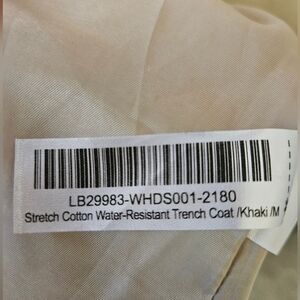 LB29983-WHDS001-2180
Stretch Cotton Water-Resistant Trench Coat /Khaki /M